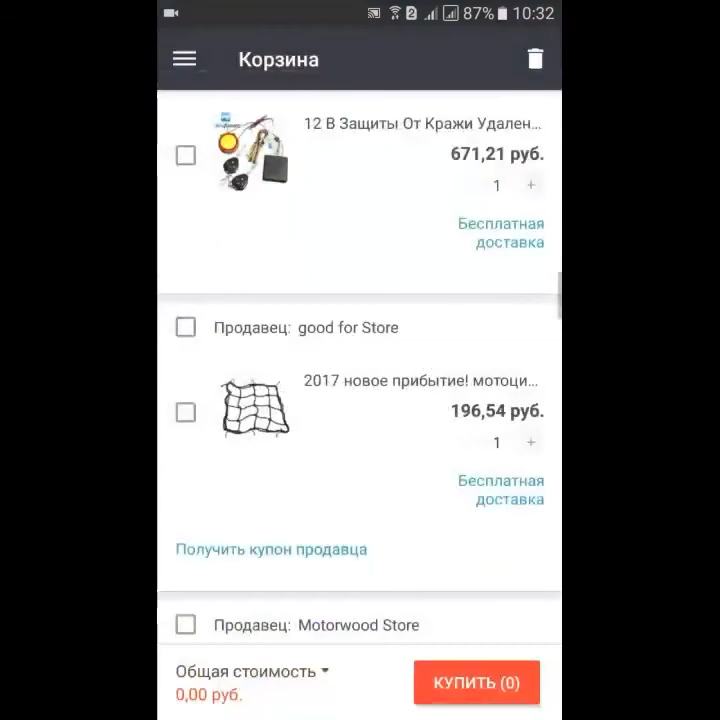 2 87% 10:32
Корзина
12 В Защиты От Кражи Удален...
671,21 руб.
1 +
Бесплатная
доставка
Продавец: good for Store
2017 новое прибытие! мотоци...
196,54 руб.
1 +
Бесплатная
доставка
Получить купон продавца
Продавец: Motorwood Store
Общая стоимость
0,00 руб.
КУПИТЬ (0)